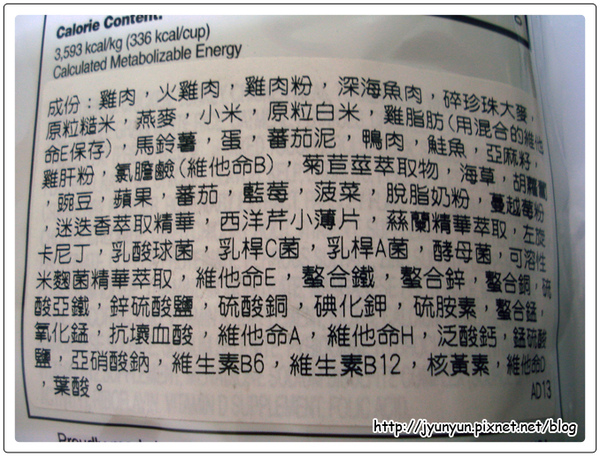 Calorie Content:
3,593 kcal/kg (336 kcal/cup)
Calculated Metabolizable Energy
成份：雞肉，火雞肉，雞肉粉，深海魚肉，碎珍珠大麥，
原粒糙米，燕麥，小米，原粒白米，雞脂肪(用混合的維他
命E保存)，馬鈴薯，蛋，蕃茄泥，鴨肉，鮭魚，亞麻籽，
雞肝粉，氯膽鹼(維他命B)，菊苣莖萃取物，海草，胡蘿蔔
，豌豆，蘋果，蕃茄，藍莓，菠菜，脫脂奶粉，蔓越莓粉
，迷迭香萃取精華，西洋芹小薄片，絲蘭精華萃取，左旋
卡尼丁，乳酸球菌，乳桿C菌，乳桿A菌，酵母菌，可溶性
米麴菌精華萃取，維他命E，螯合鐵，螯合鋅，螯合銅，硫
酸亞鐵，鋅硫酸鹽，硫酸銅，碘化鉀，硫胺素，螯合錳，
氧化錳，抗壞血酸，維他命A，維他命H，泛酸鈣，錳硫酸
鹽，亞硝酸鈉，維生素B6，維生素B12，核黃素，維他命D
，葉酸。
AD13
http://jyunyun.pixnet.net/blog